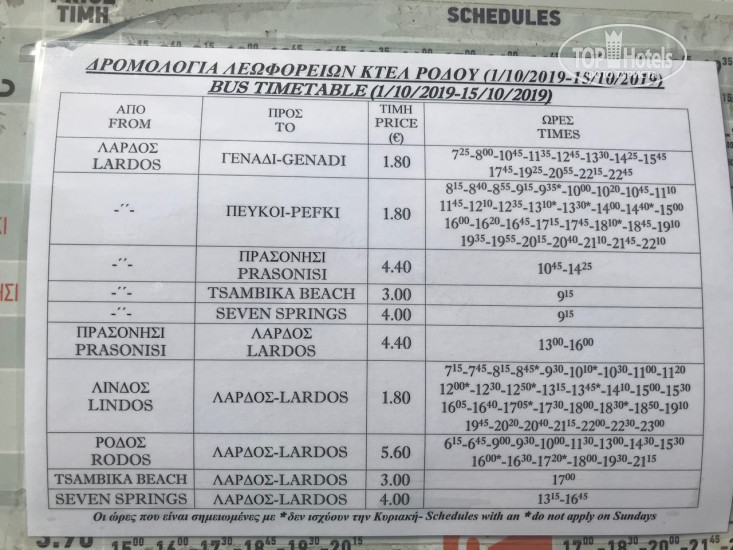 PRICE
ΤΙΜΗ
SCHEDULES
TOPHotels
ΔΡΟΜΟΛΟΓΙΑ ΛΕΩΦΟΡΕΙΩΝ ΚΤΕΛ ΡΟΔΟΥ (1/10/2019-15/10/2019)
BUS TIMETABLE (1/10/2019-15/10/2019)
ΑΠΟ FROM ΠΡΟΣ TO ΤΙΜΗ PRICE (€) ΩΡΕΣ TIMES
ΛΑΡΔΟΣ LARDOS ΓΕΝΑΔΙ-GENADI 1.80 7²⁵-8⁰⁰-10⁴⁵-11³⁵-12⁴⁵-13³⁰-14²⁵-15⁴⁵
17⁴⁵-19²⁵-20⁵⁵-22¹⁵-22⁴⁵
-΄΄- ΠΕΥΚΟΙ-PEFKI 1.80 8¹⁵-8⁴⁰-8⁵⁵-9¹⁵-9³⁵*-10⁰⁰-10²⁰-10⁴⁵-11¹⁰
11⁴⁵-12¹⁰-12³⁵-13¹⁰*-13³⁰*-14⁰⁰-14⁴⁰*-15⁰⁰
16⁰⁰-16²⁰-16⁴⁵-17¹⁵-17⁴⁵-18¹⁰*-18⁴⁵-19¹⁰
19³⁵-19⁵⁵-20¹⁵-20⁴⁰-21¹⁰-21⁴⁵-22¹⁰
-΄΄- ΠΡΑΣΟΝΗΣΙ PRASONISI 4.40 10⁴⁵-14²⁵
-΄΄- TSAMBIKA BEACH 3.00 9¹⁵
-΄΄- SEVEN SPRINGS 4.00 9¹⁵
ΠΡΑΣΟΝΗΣΙ PRASONISI ΛΑΡΔΟΣ LARDOS 4.40 13⁰⁰-16⁰⁰
ΛΙΝΔΟΣ LINDOS ΛΑΡΔΟΣ-LARDOS 1.80 7¹⁵-7⁴⁵-8¹⁵-8⁴⁵*-9³⁰-10¹⁰*-10³⁰-11⁰⁰-11²⁰
12⁰⁰*-12³⁰-12⁵⁰*-13¹⁵-13⁴⁵*-14¹⁰-15⁰⁰-15³⁰
16⁰⁵-16⁴⁰-17⁰⁵*-17³⁰-18⁰⁰-18³⁰*-18⁵⁰-19¹⁰
19⁴⁵-20²⁰-20⁴⁰-21¹⁵-22⁰⁰-22³⁰-23⁰⁰
ΡΟΔΟΣ RODOS ΛΑΡΔΟΣ-LARDOS 5.60 6¹⁵-6⁴⁵-9⁰⁰-9³⁰-10⁰⁰-11³⁰-13⁰⁰-14³⁰-15³⁰
16⁰⁰*-16³⁰-17²⁰*-18⁰⁰-19³⁰-21¹⁵
TSAMBIKA BEACH ΛΑΡΔΟΣ-LARDOS 3.00 17⁰⁰
SEVEN SPRINGS ΛΑΡΔΟΣ-LARDOS 4.00 13¹⁵-16⁴⁵
Οι ώρες που είναι σημειωμένες με *δεν ισχύουν την Κυριακή- Schedules with an *do not apply on Sundays